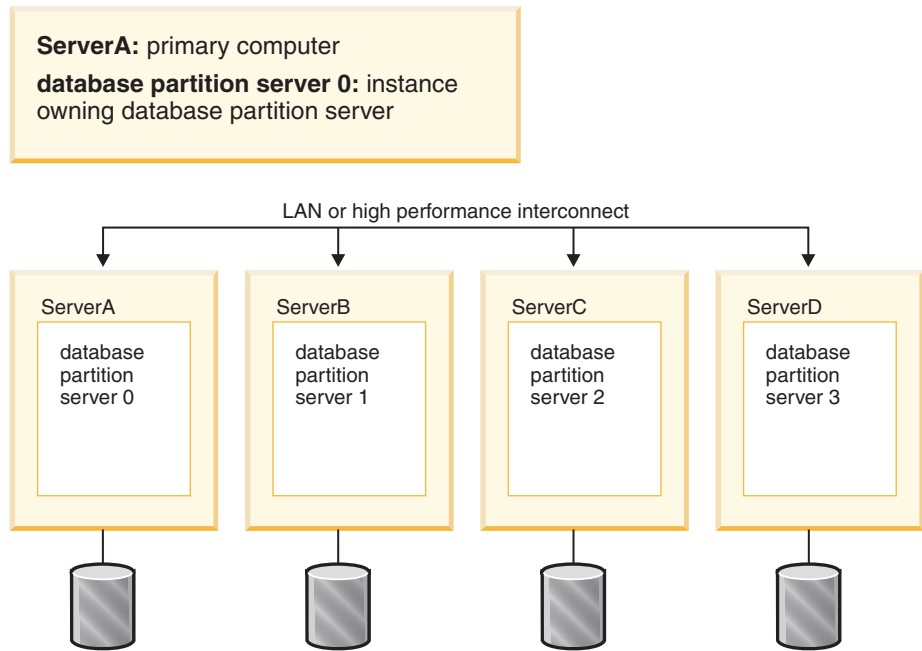 ServerA: primary computer
database partition server 0: instance
owning database partition server
LAN or high performance interconnect
ServerA
database
partition
server 0
ServerB
database
partition
server 1
ServerC
database
partition
server 2
ServerD
database
partition
server 3